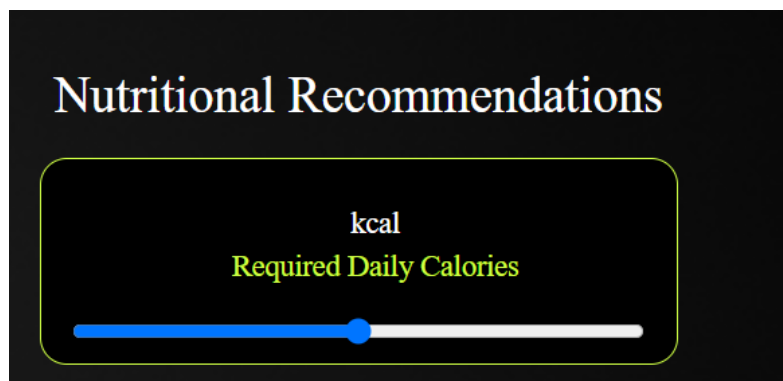 Nutritional Recommendations
kcal
Required Daily Calories